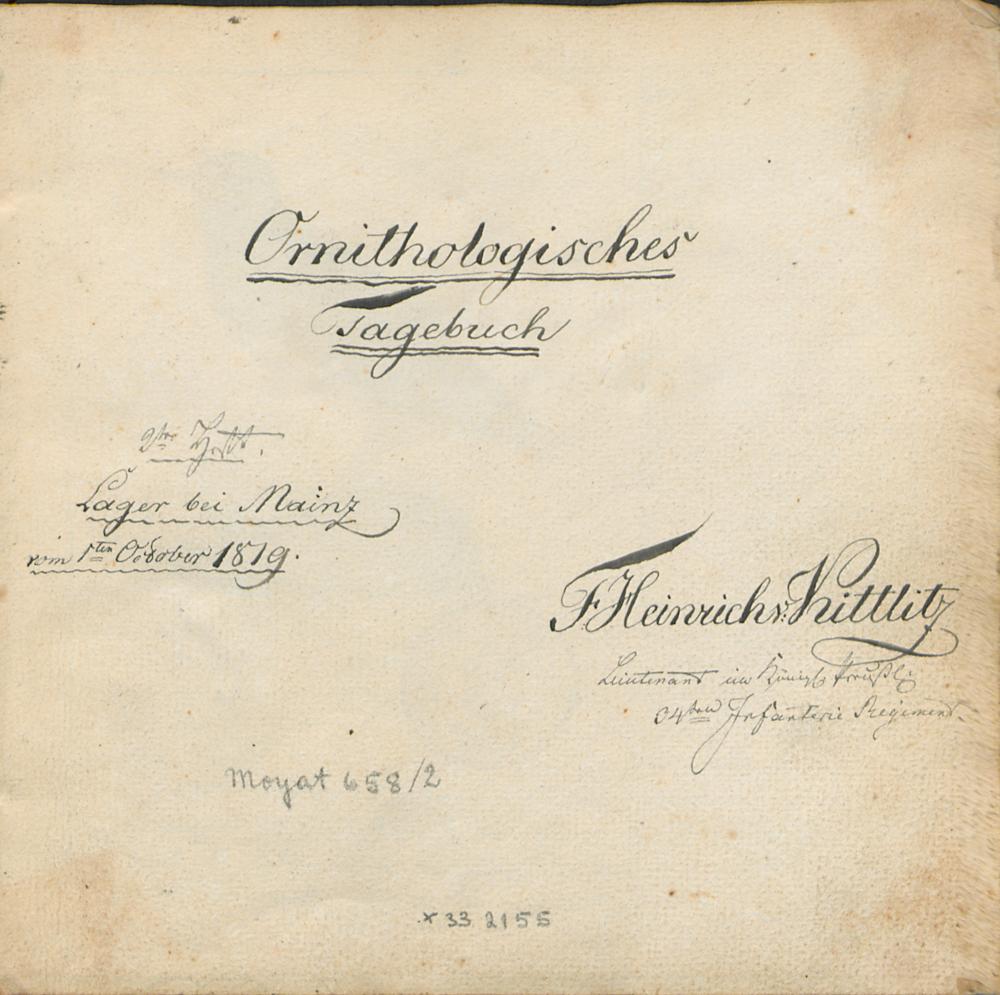 Ornithologisches
Tagebuch
2tes Heft.
Lager bei Mainz
vom 1ten October 1819.
F. Heinrich v. Kittlitz
Lieutenant im Königl. Preußl.
34ten Infanterie Regiment.
Moyat 658/2
x 33 2155